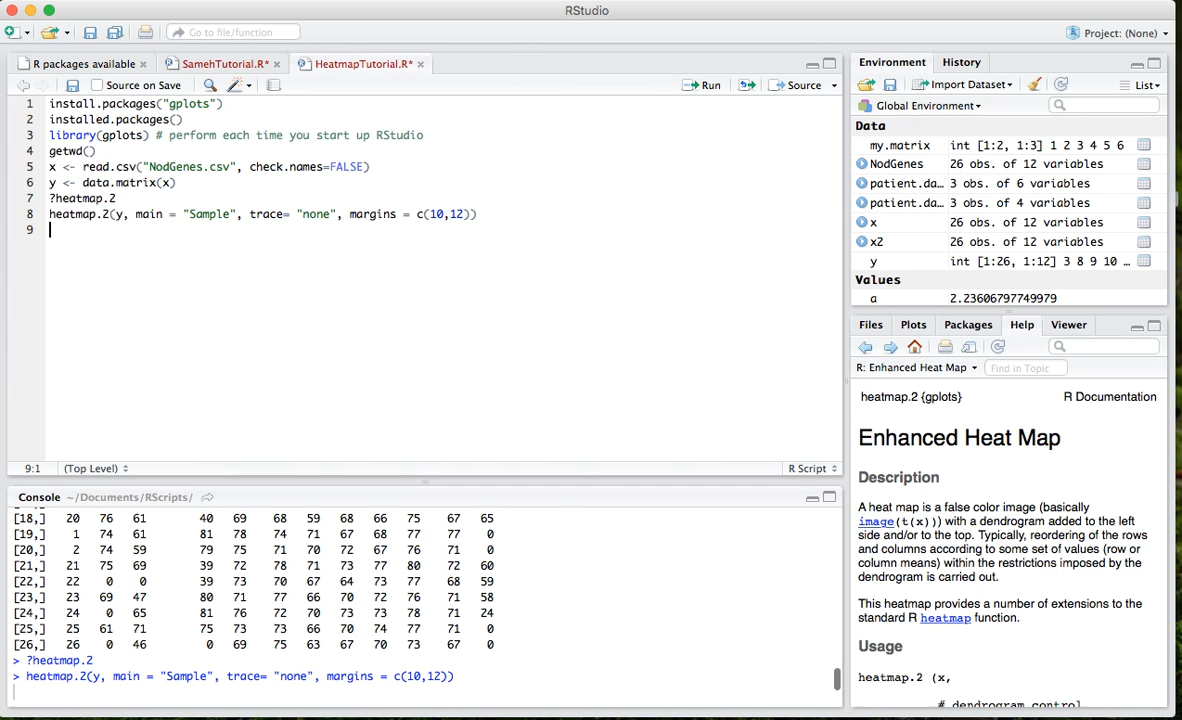 RStudio
Go to file/function
Project: (None)
R packages available
SamehTutorial.R*
HeatmapTutorial.R*
Source on Save
Run
Source
1 install.packages("gplots")
2 installed.packages()
3 library(gplots) # perform each time you start up RStudio
4 getwd()
5 x <- read.csv("NodGenes.csv", check.names=FALSE)
6 y <- data.matrix(x)
7 ?heatmap.2
8 heatmap.2(y, main = "Sample", trace= "none", margins = c(10,12))
9
9:1 (Top Level) R Script
Console ~/Documents/RScripts/
[18,] 20 76 61 40 69 68 59 68 66 75 67 65
[19,] 1 74 61 81 78 74 71 67 68 77 77 0
[20,] 2 74 59 79 75 71 70 72 67 76 71 0
[21,] 21 75 69 39 72 78 71 73 77 80 72 60
[22,] 22 0 0 39 73 70 67 64 73 77 68 59
[23,] 23 69 47 80 71 77 66 70 72 76 71 58
[24,] 24 0 65 81 76 72 70 73 73 78 71 24
[25,] 25 61 71 75 73 73 66 70 74 77 71 0
[26,] 26 0 46 0 69 75 63 67 70 73 67 0
> ?heatmap.2
> heatmap.2(y, main = "Sample", trace= "none", margins = c(10,12))
Environment History
Import Dataset
List
Global Environment
Data
my.matrix int [1:2, 1:3] 1 2 3 4 5 6
NodGenes 26 obs. of 12 variables
patient.da… 3 obs. of 6 variables
patient.da… 3 obs. of 4 variables
x 26 obs. of 12 variables
x2 26 obs. of 12 variables
y int [1:26, 1:12] 3 8 9 10 …
Values
a 2.23606797749979
Files Plots Packages Help Viewer
R: Enhanced Heat Map
Find in Topic
heatmap.2 {gplots} R Documentation
Enhanced Heat Map
Description
A heat map is a false color image (basically
image(t(x))) with a dendrogram added to the left
side and/or to the top. Typically, reordering of the rows
and columns according to some set of values (row or
column means) within the restrictions imposed by the
dendrogram is carried out.
This heatmap provides a number of extensions to the
standard R heatmap function.
Usage
heatmap.2 (x,
# dendrogram control